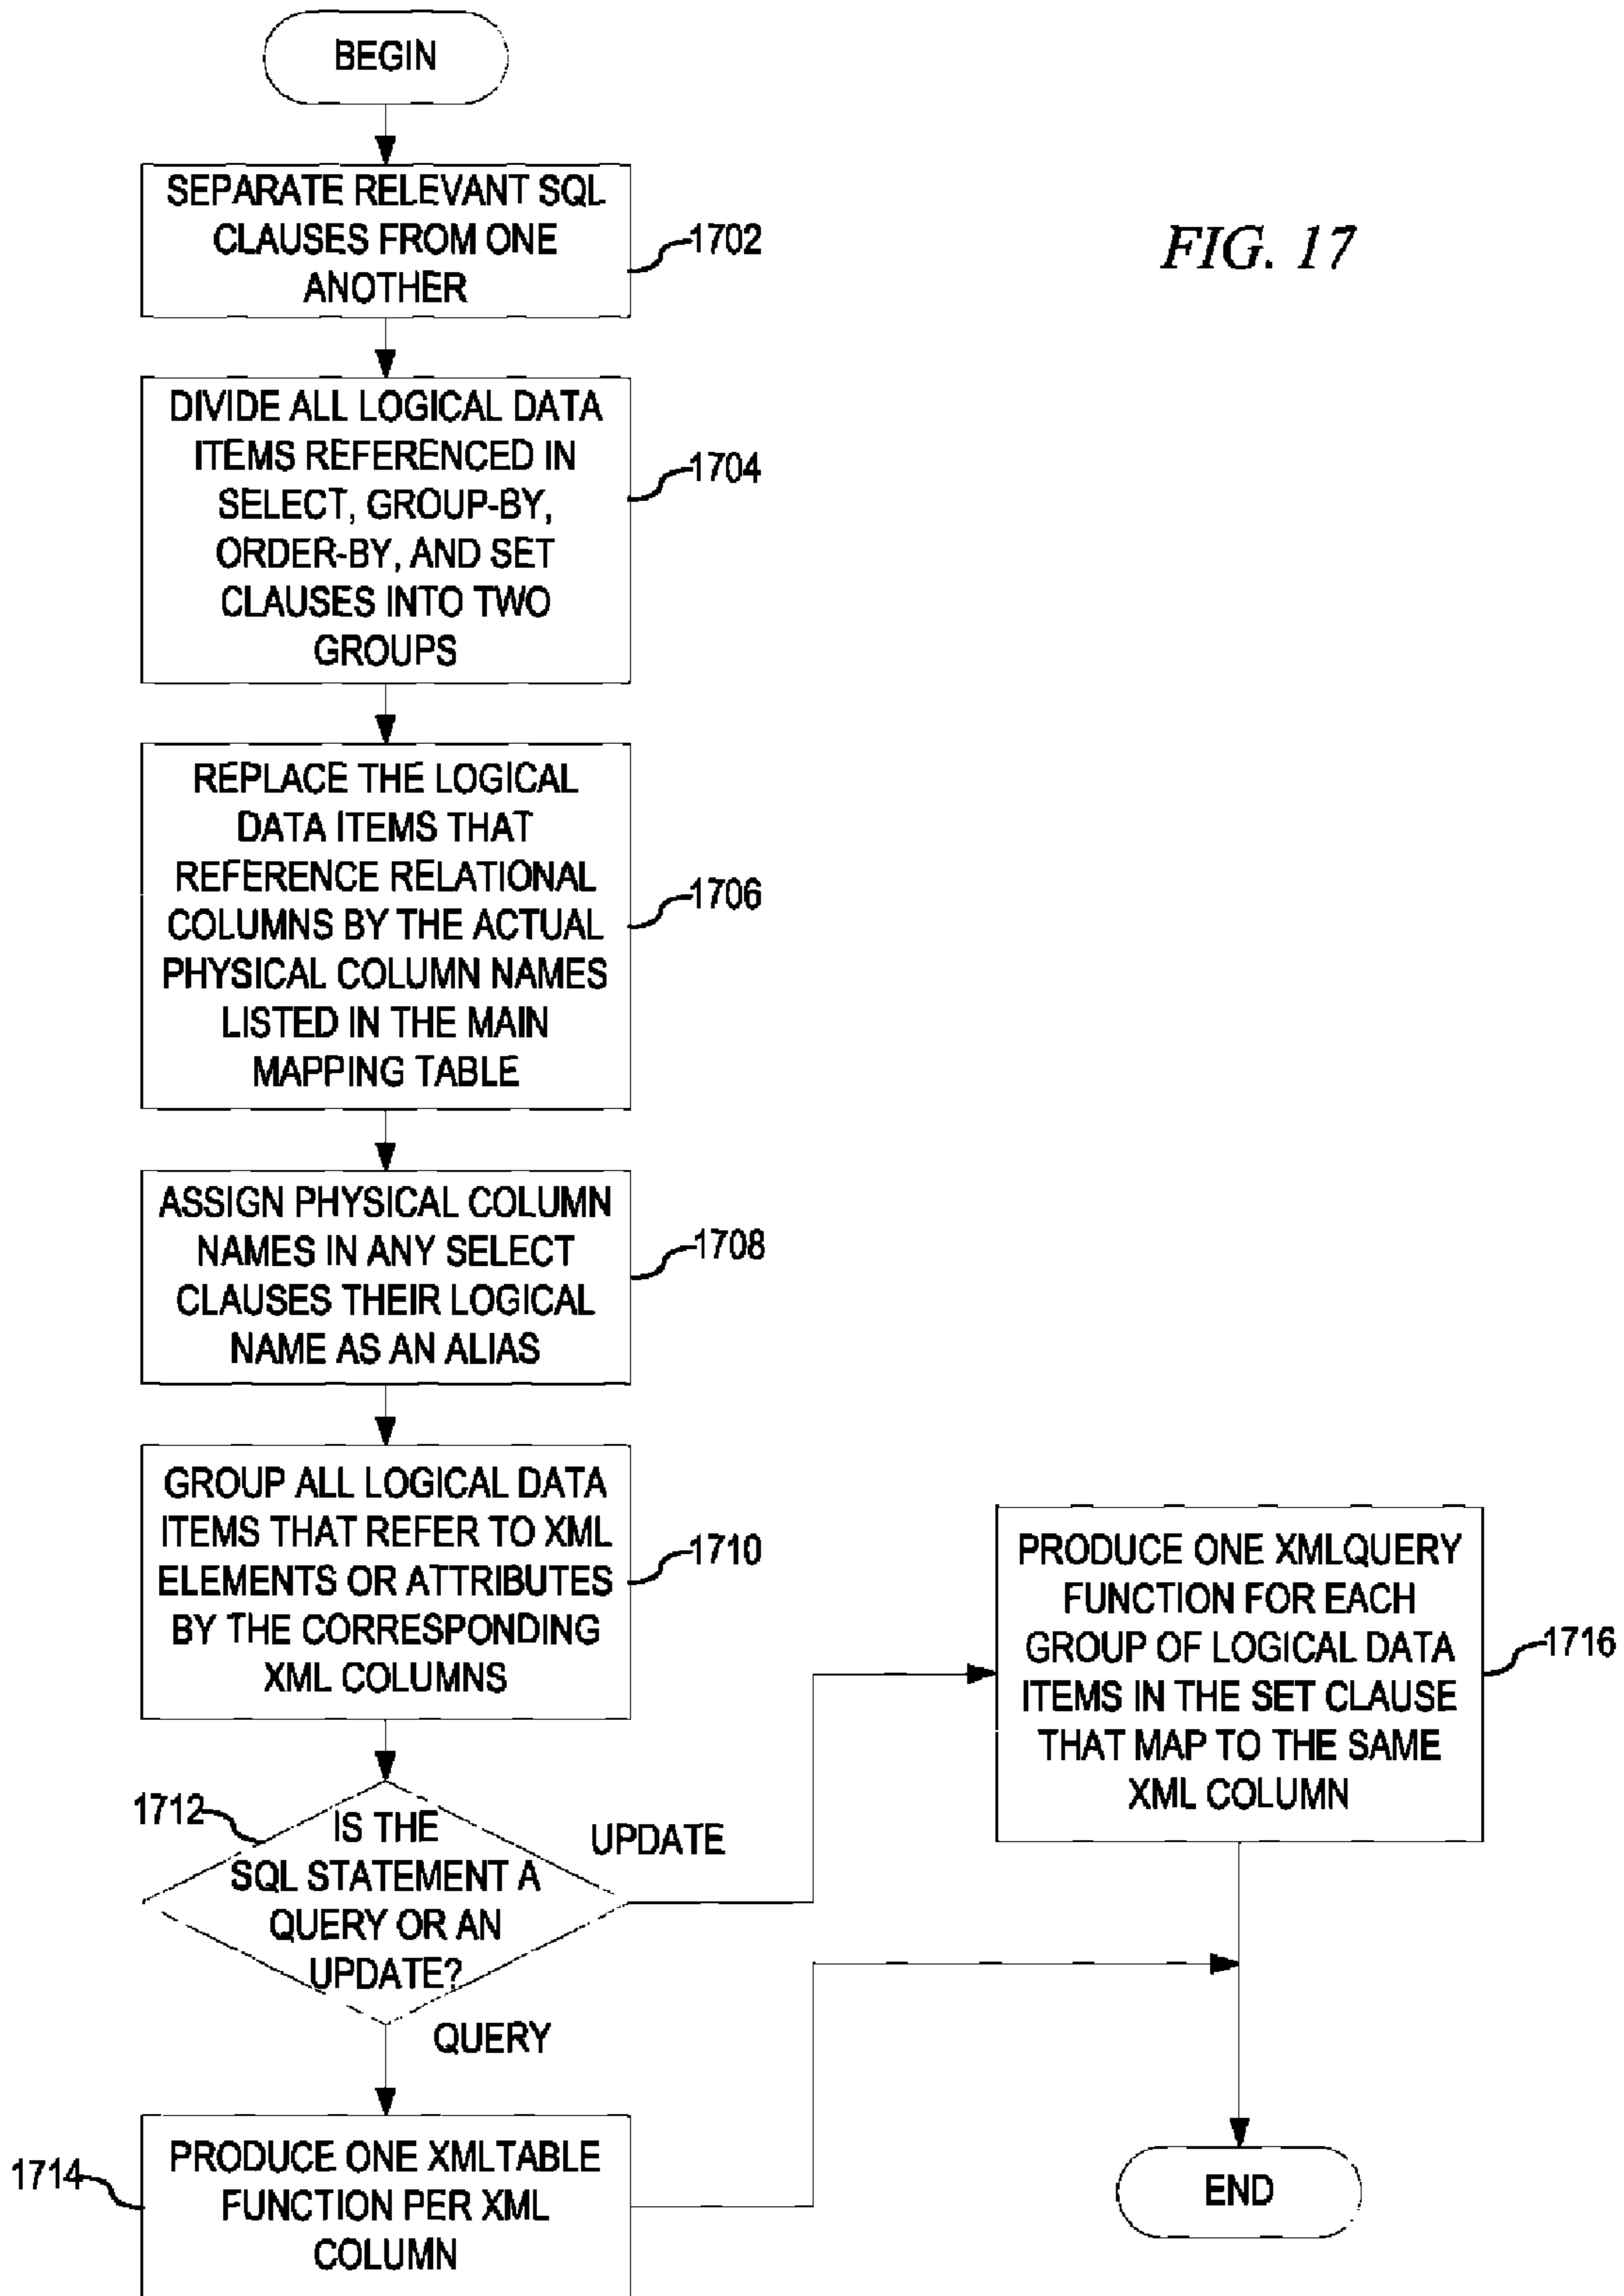 BEGIN
SEPARATE RELEVANT SQL
CLAUSES FROM ONE
ANOTHER
1702
FIG. 17
DIVIDE ALL LOGICAL DATA
ITEMS REFERENCED IN
SELECT, GROUP-BY,
ORDER-BY, AND SET
CLAUSES INTO TWO
GROUPS
1704
REPLACE THE LOGICAL
DATA ITEMS THAT
REFERENCE RELATIONAL
COLUMNS BY THE ACTUAL
PHYSICAL COLUMN NAMES
LISTED IN THE MAIN
MAPPING TABLE
1706
ASSIGN PHYSICAL COLUMN
NAMES IN ANY SELECT
CLAUSES THEIR LOGICAL
NAME AS AN ALIAS
1708
GROUP ALL LOGICAL DATA
ITEMS THAT REFER TO XML
ELEMENTS OR ATTRIBUTES
BY THE CORRESPONDING
XML COLUMNS
1710
1712
IS THE
SQL STATEMENT A
QUERY OR AN
UPDATE?
UPDATE
QUERY
PRODUCE ONE XMLQUERY
FUNCTION FOR EACH
GROUP OF LOGICAL DATA
ITEMS IN THE SET CLAUSE
THAT MAP TO THE SAME
XML COLUMN
1716
1714
PRODUCE ONE XMLTABLE
FUNCTION PER XML
COLUMN
END